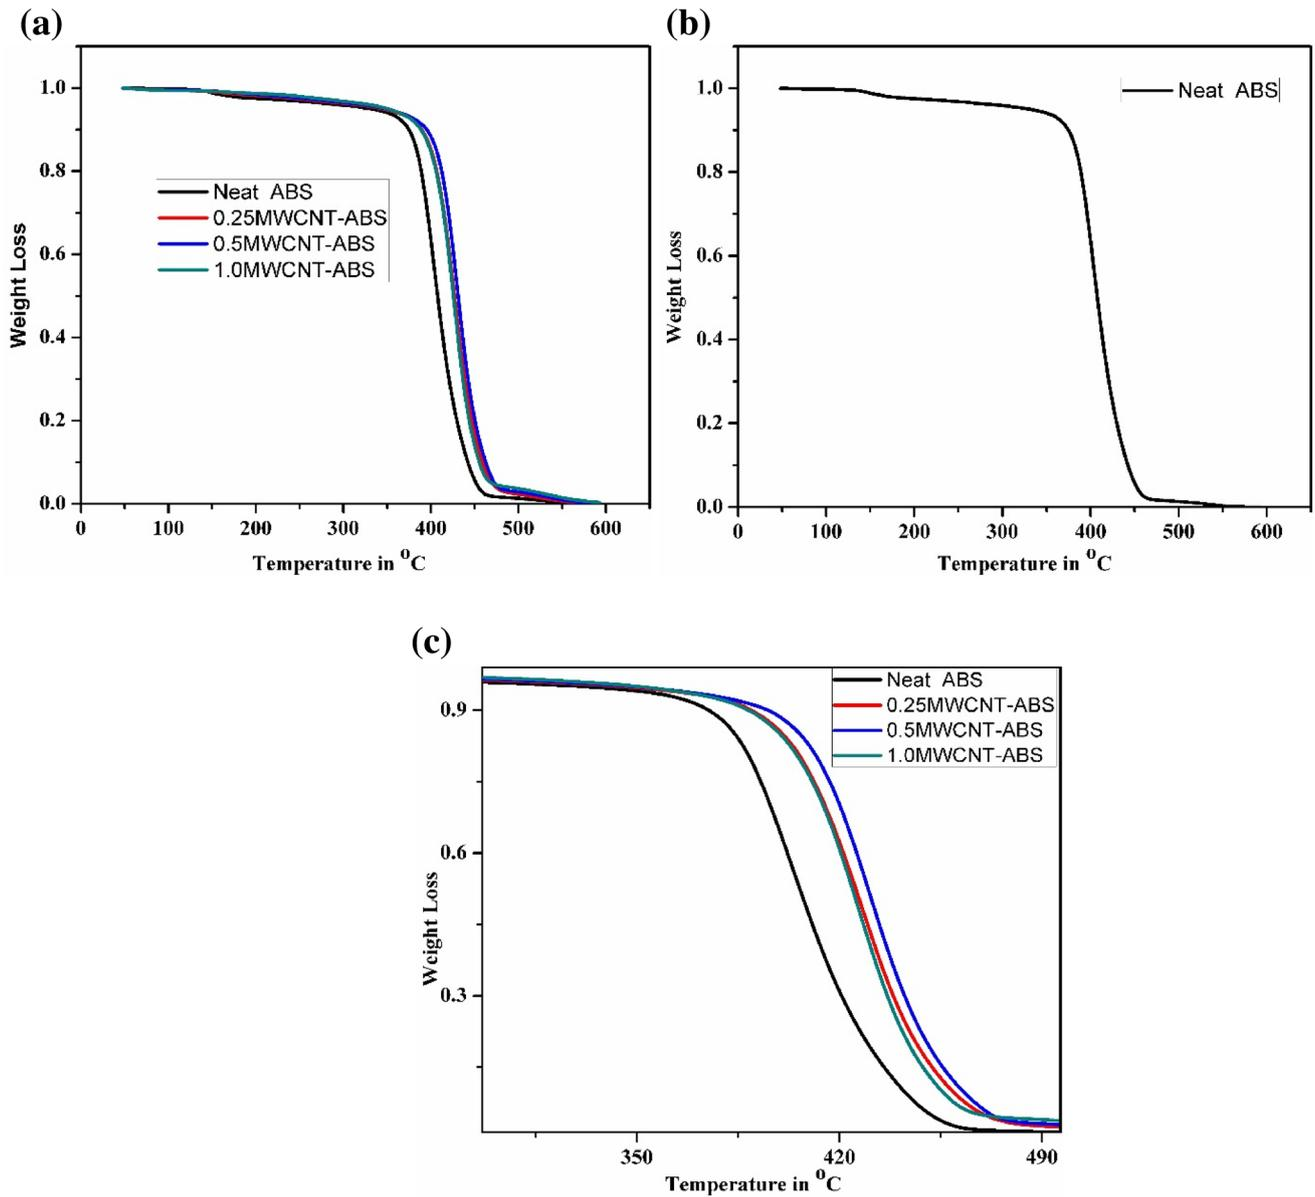 (a)
1.0
0.8
0.6
0.4
0.2
0.0
Weight Loss
Neat ABS
0.25MWCNT-ABS
0.5MWCNT-ABS
1.0MWCNT-ABS
0 100 200 300 400 500 600
Temperature in °C
(b)
1.0
0.8
0.6
0.4
0.2
0.0
Weight Loss
Neat ABS
0 100 200 300 400 500 600
Temperature in °C
(c)
0.9
0.6
0.3
Weight Loss
Neat ABS
0.25MWCNT-ABS
0.5MWCNT-ABS
1.0MWCNT-ABS
350 420 490
Temperature in °C